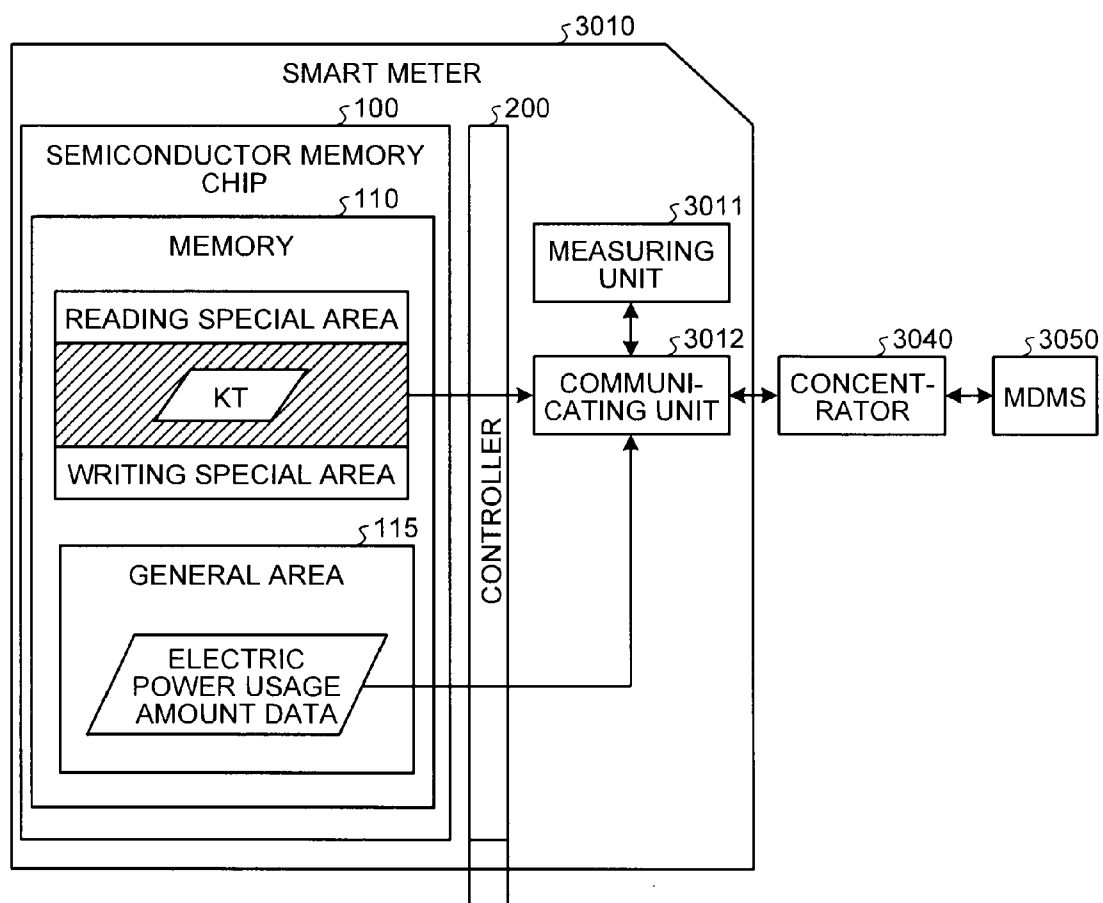 3010
SMART METER
100
200
SEMICONDUCTOR MEMORY
CHIP
110
MEMORY
3011
MEASURING
UNIT
READING SPECIAL AREA
KT
WRITING SPECIAL AREA
3012
COMMUNI-
CATING UNIT
3040
CONCENT-
RATOR
3050
MDMS
CONTROLLER
115
GENERAL AREA
ELECTRIC
POWER USAGE
AMOUNT DATA